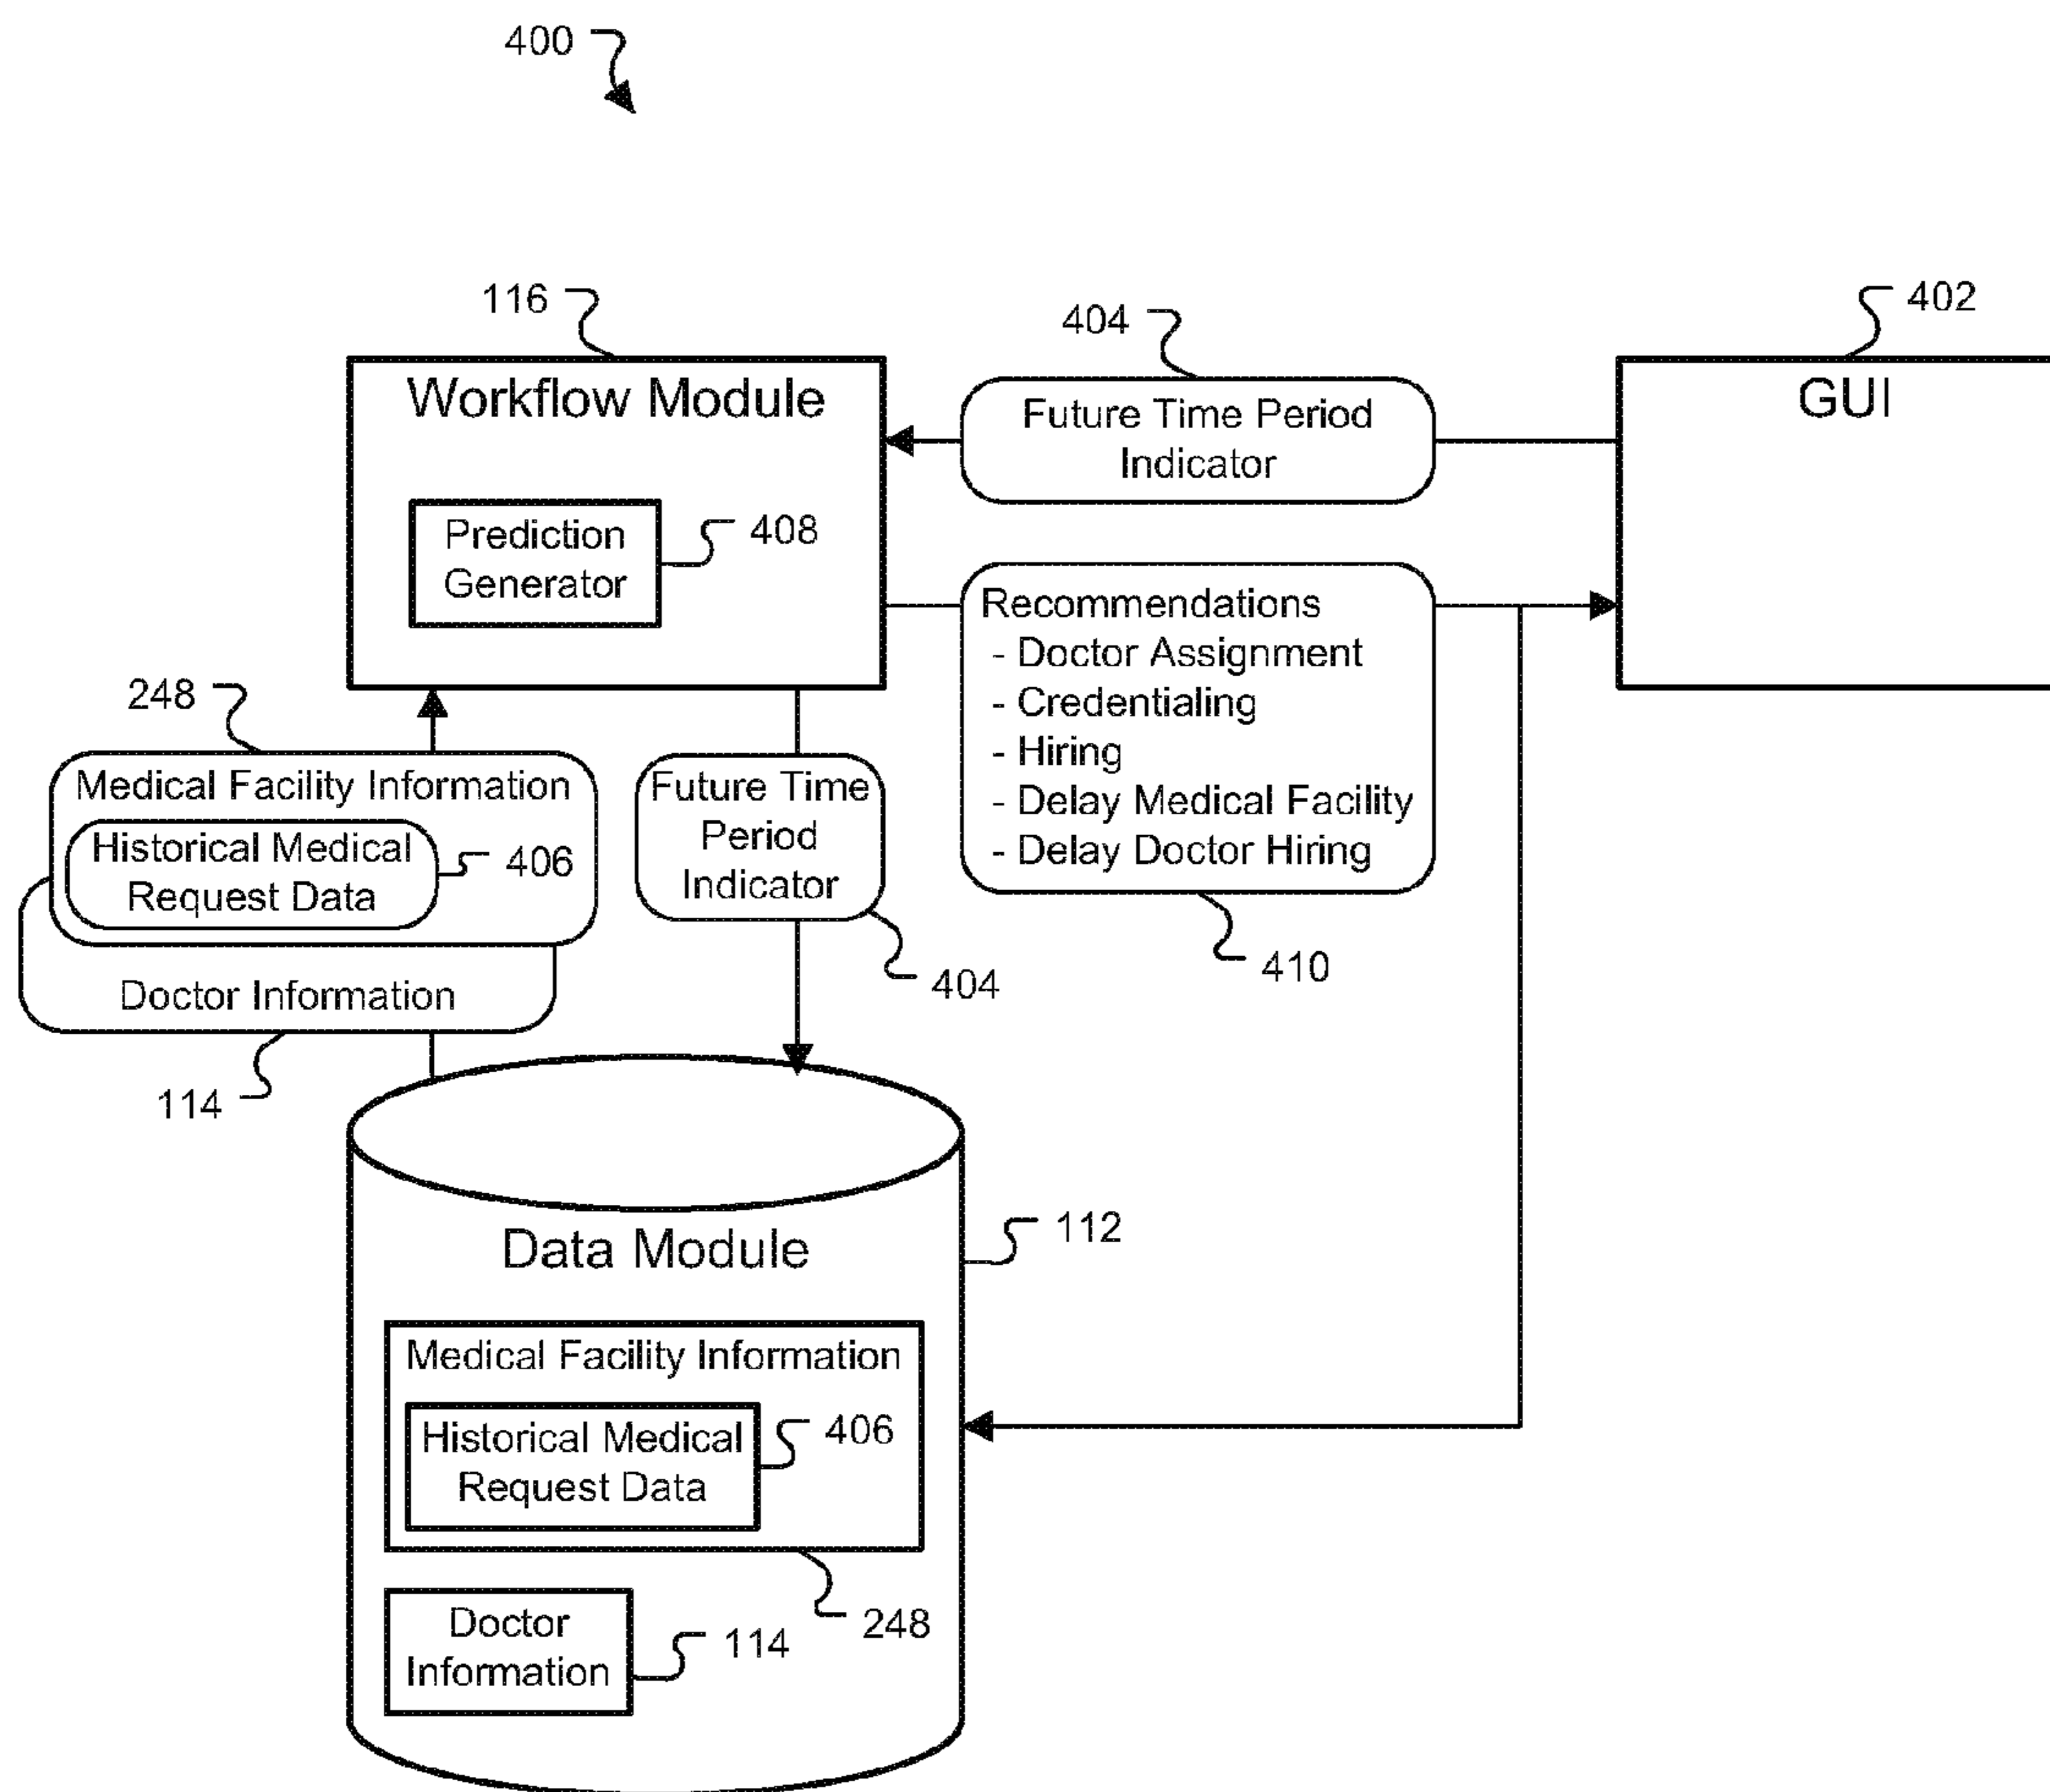 400
116
404
402
Workflow Module
Future Time Period
Indicator
GUI
Prediction
Generator
408
Recommendations
- Doctor Assignment
- Credentialing
- Hiring
- Delay Medical Facility
- Delay Doctor Hiring
410
248
Medical Facility Information
Historical Medical
Request Data
406
Doctor Information
114
Future Time
Period
Indicator
404
Data Module
112
Medical Facility Information
Historical Medical
Request Data
406
248
Doctor
Information
114